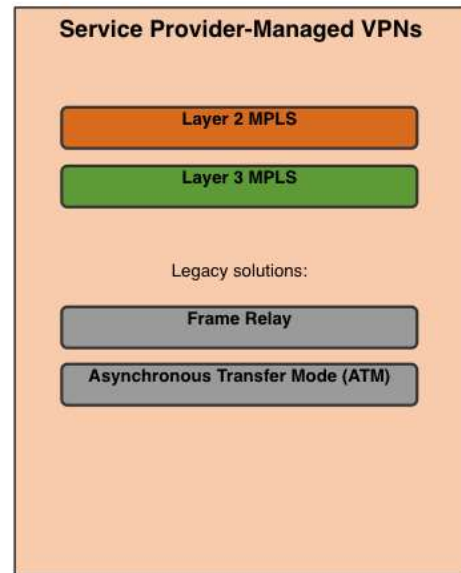 Service Provider-Managed VPNs
Layer 2 MPLS
Layer 3 MPLS
Legacy solutions:
Frame Relay
Asynchronous Transfer Mode (ATM)